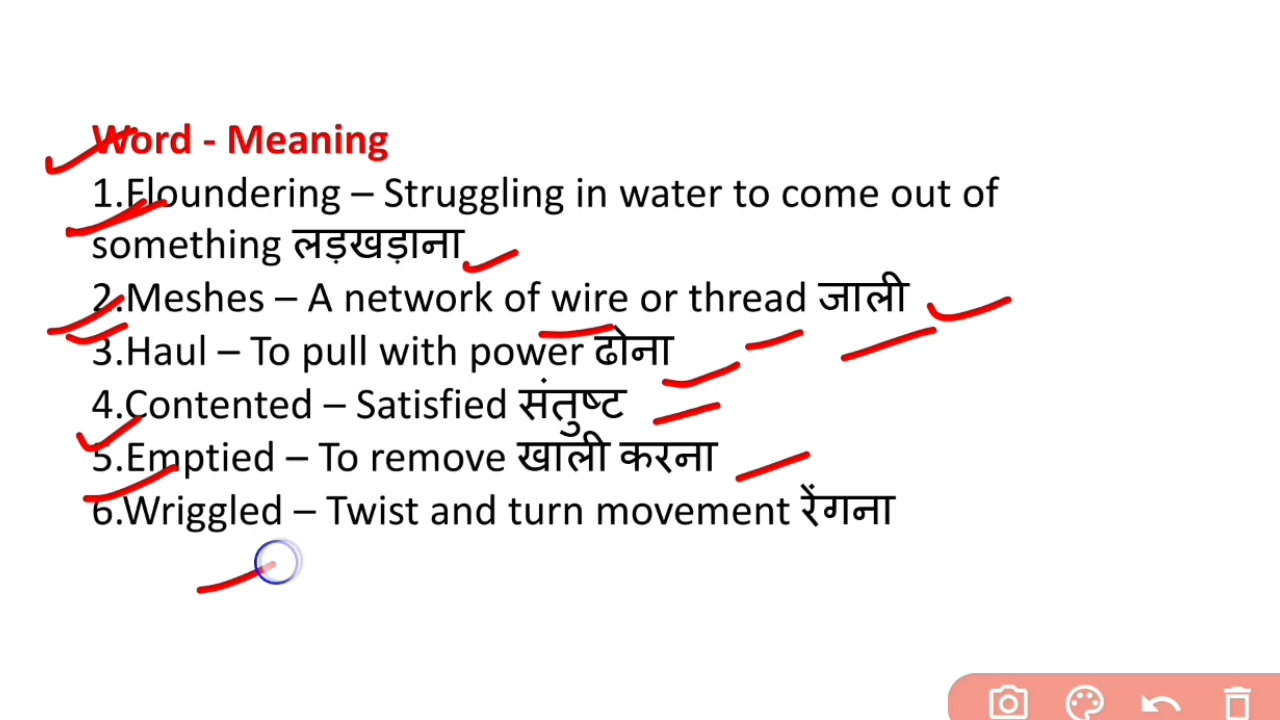 Word - Meaning
1.Floundering – Struggling in water to come out of
something लड़खड़ाना
2.Meshes – A network of wire or thread जाली
3.Haul – To pull with power ढोना
4.Contented – Satisfied संतुष्ट
5.Emptied – To remove खाली करना
6.Wriggled – Twist and turn movement रेंगना